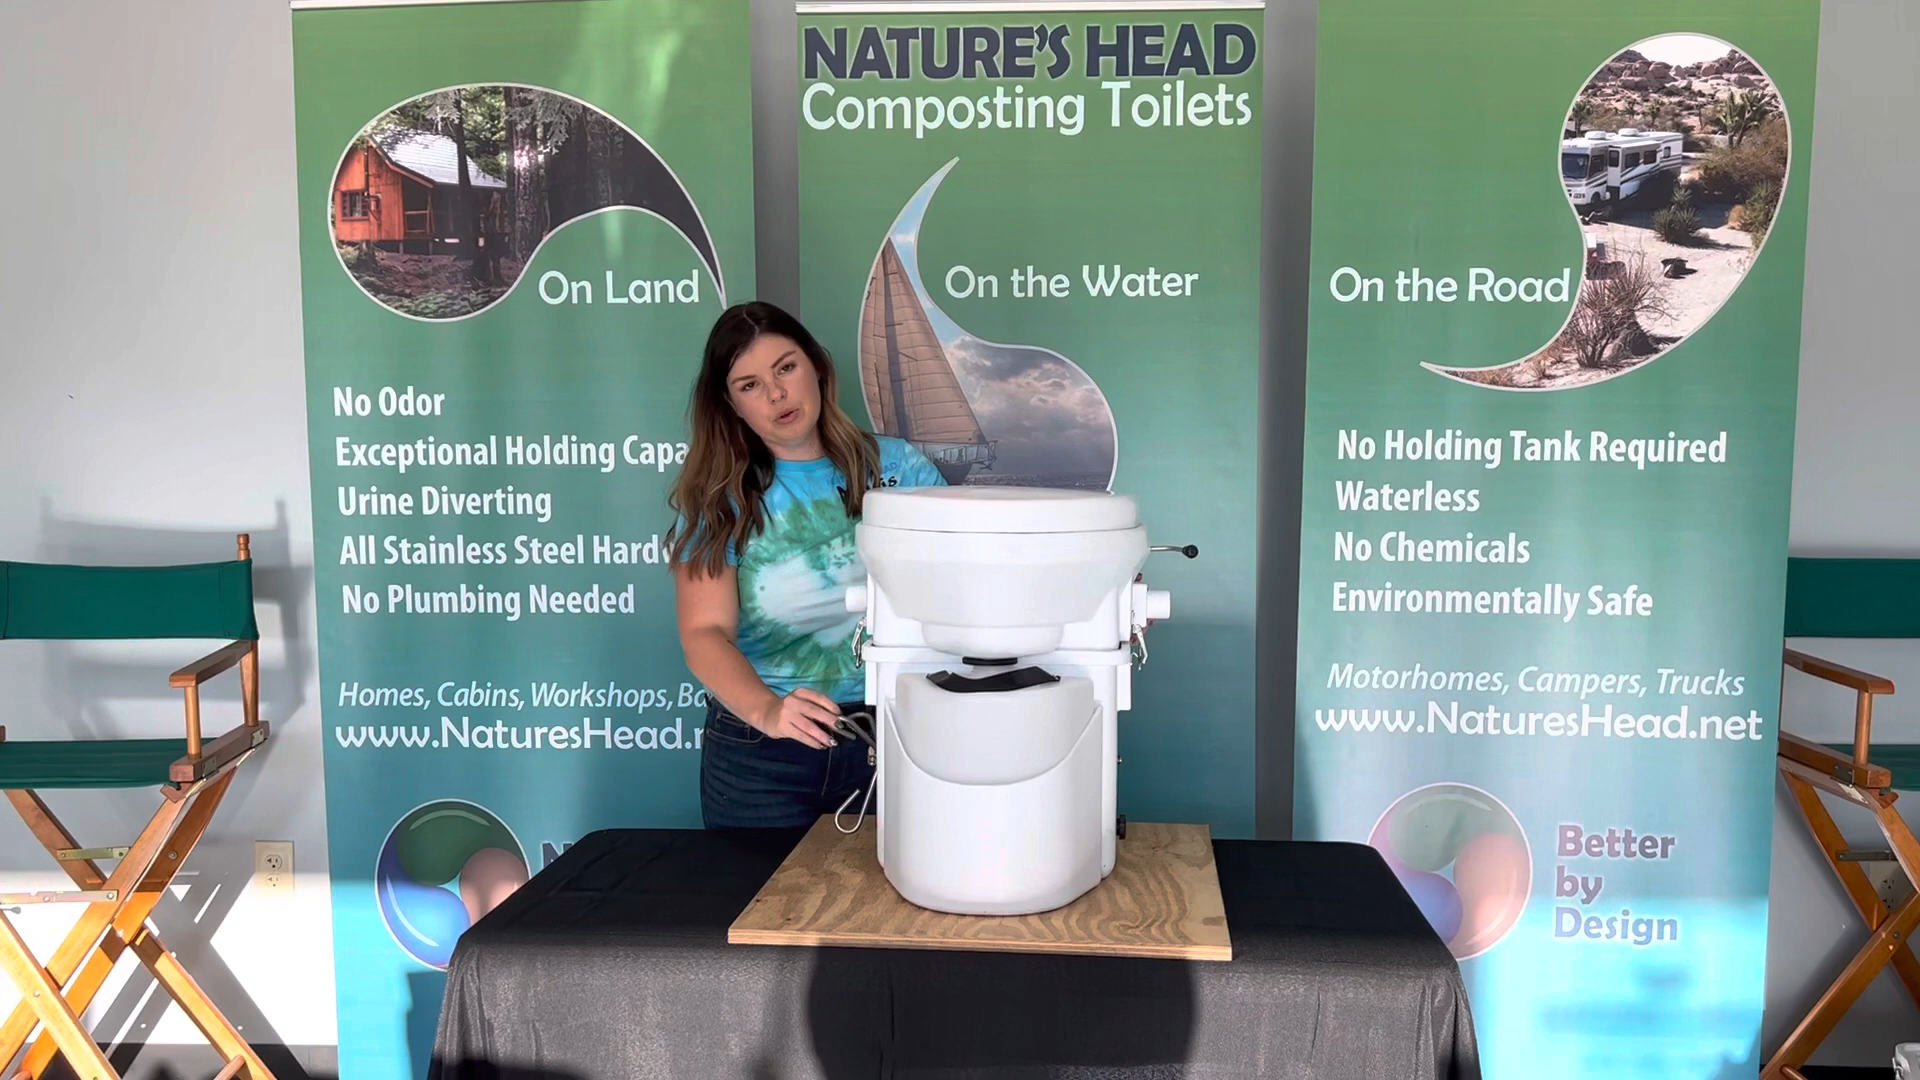 NATURE'S HEAD
Composting Toilets
On Land
On the Water
On the Road
No Odor
Exceptional Holding Capa
Urine Diverting
All Stainless Steel Hardw
No Plumbing Needed
Homes, Cabins, Workshops, Ba
www.NaturesHead.n
No Holding Tank Required
Waterless
No Chemicals
Environmentally Safe
Motorhomes, Campers, Trucks
www.NaturesHead.net
Better
by
Design